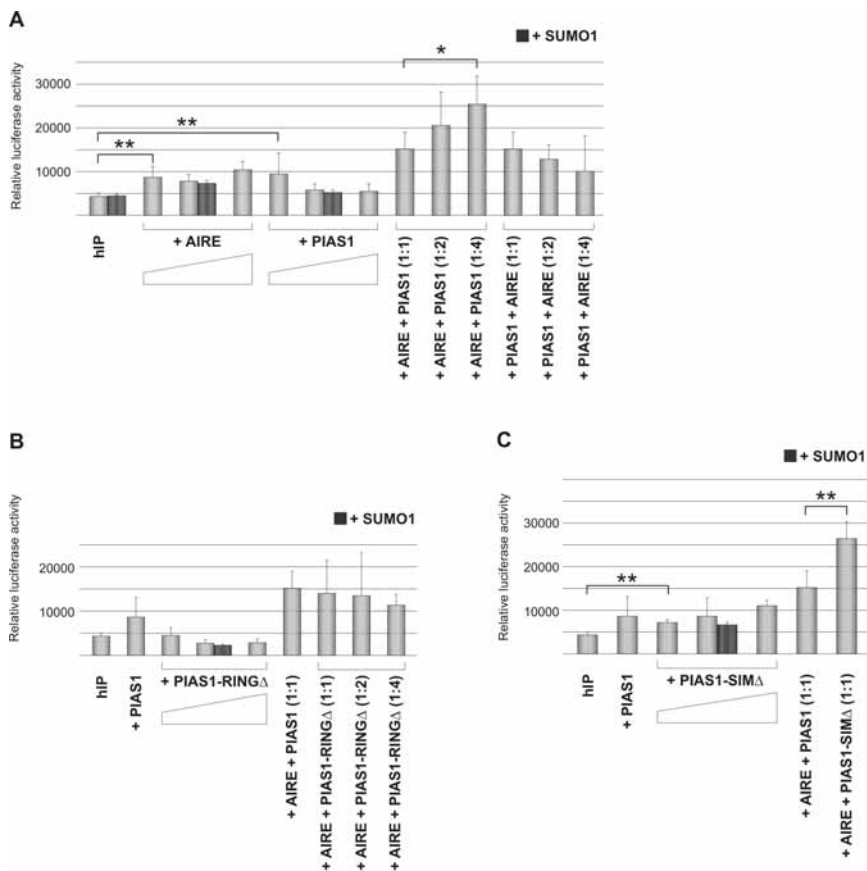 A
+ SUMO1
Relative luciferase activity
30000
20000
10000
*
**
**
hIP
+ AIRE
+ PIAS1
+ AIRE + PIAS1 (1:1)
+ AIRE + PIAS1 (1:2)
+ AIRE + PIAS1 (1:4)
+ PIAS1 + AIRE (1:1)
+ PIAS1 + AIRE (1:2)
+ PIAS1 + AIRE (1:4)
B
+ SUMO1
Relative luciferase activity
20000
10000
hIP
+ PIAS1
+ PIAS1-RINGΔ
+ AIRE + PIAS1 (1:1)
+ AIRE + PIAS1-RINGΔ (1:1)
+ AIRE + PIAS1-RINGΔ (1:2)
+ AIRE + PIAS1-RINGΔ (1:4)
C
+ SUMO1
Relative luciferase activity
30000
20000
10000
**
**
hIP
+ PIAS1
+ PIAS1-SIMΔ
+ AIRE + PIAS1 (1:1)
+ AIRE + PIAS1-SIMΔ (1:1)